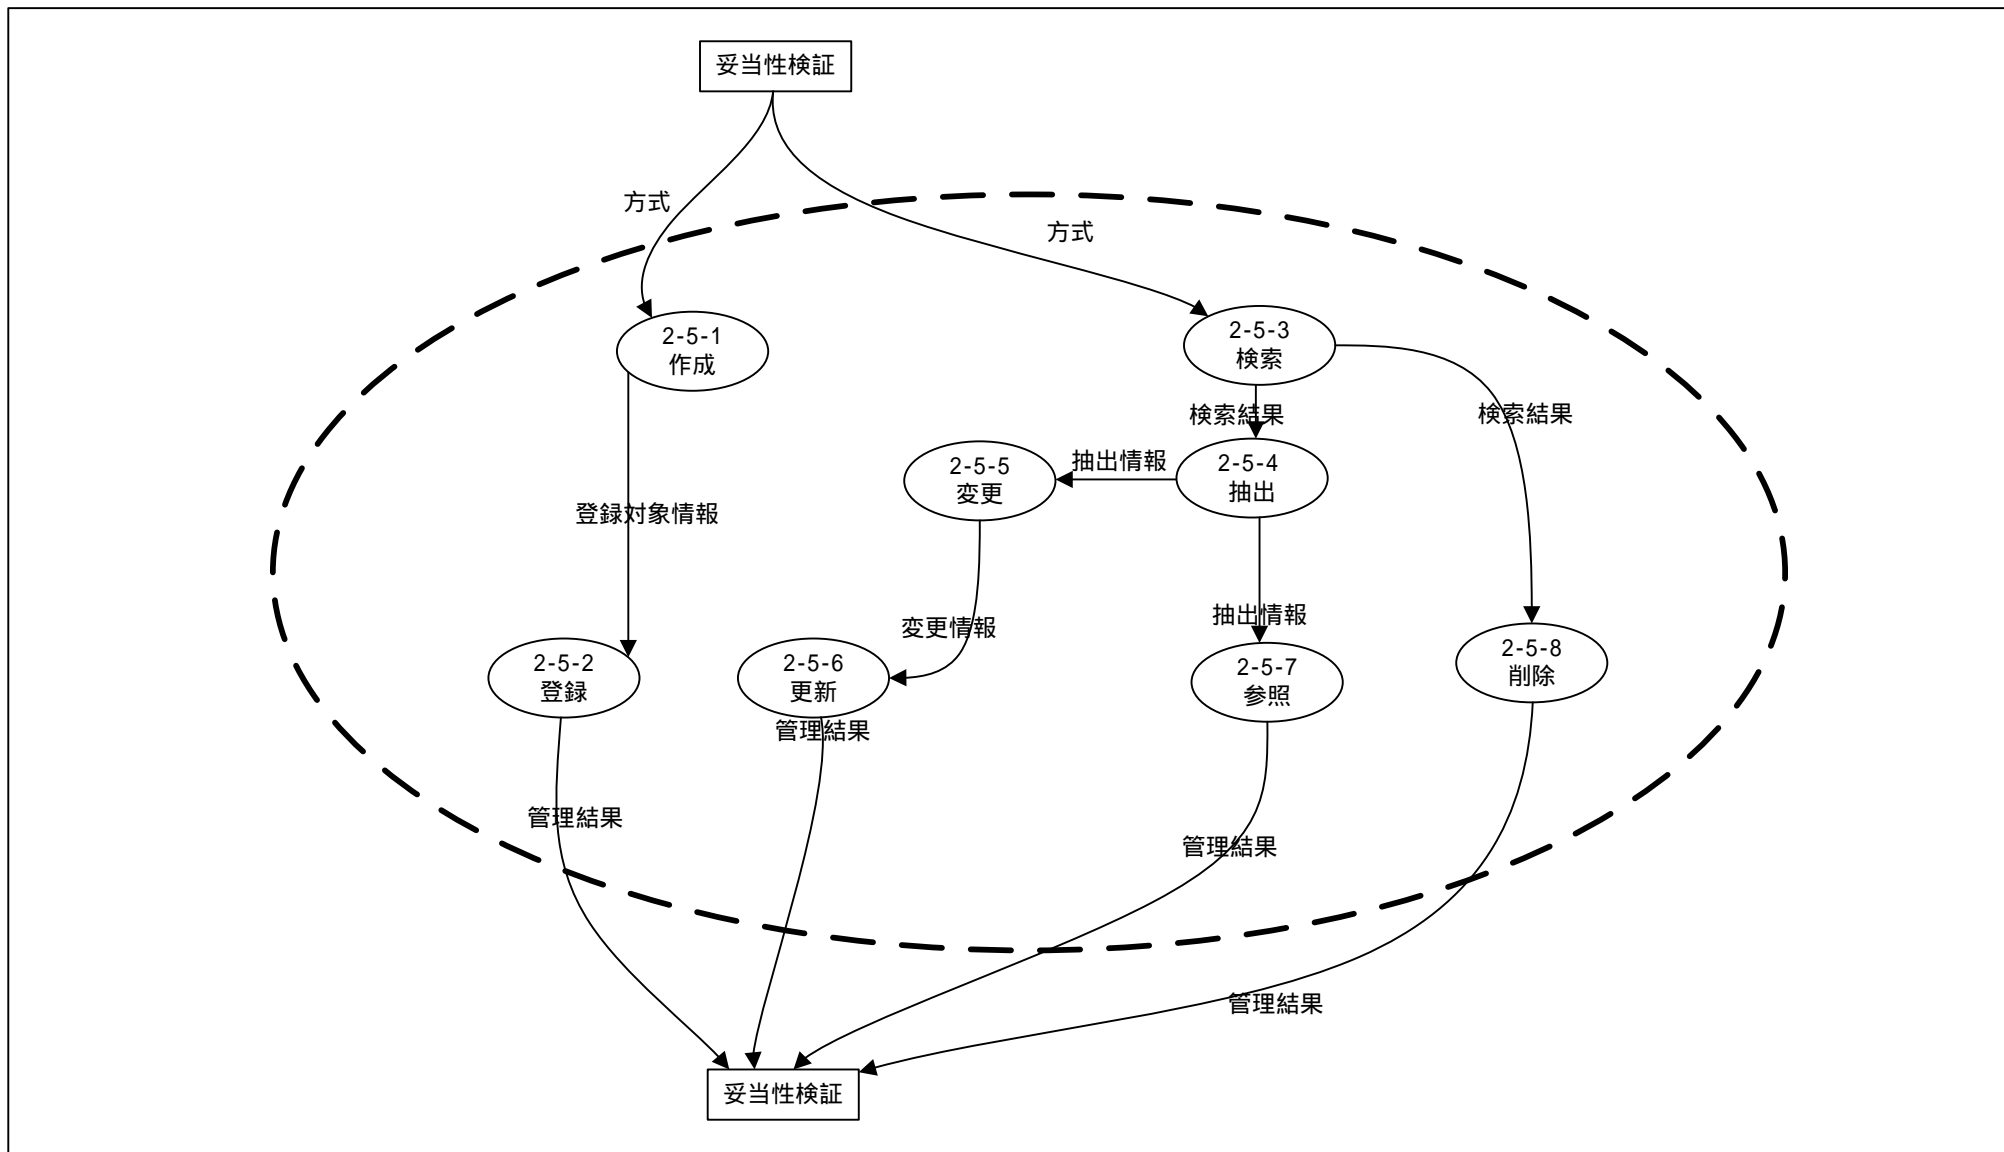 妥当性検証
方式
方式
2-5-1
作成
2-5-3
検索
検索結果
検索結果
2-5-5
変更
抽出情報
2-5-4
抽出
登録対象情報
抽出情報
変更情報
2-5-2
登録
2-5-6
更新
2-5-7
参照
2-5-8
削除
管理結果
管理結果
管理結果
管理結果
妥当性検証